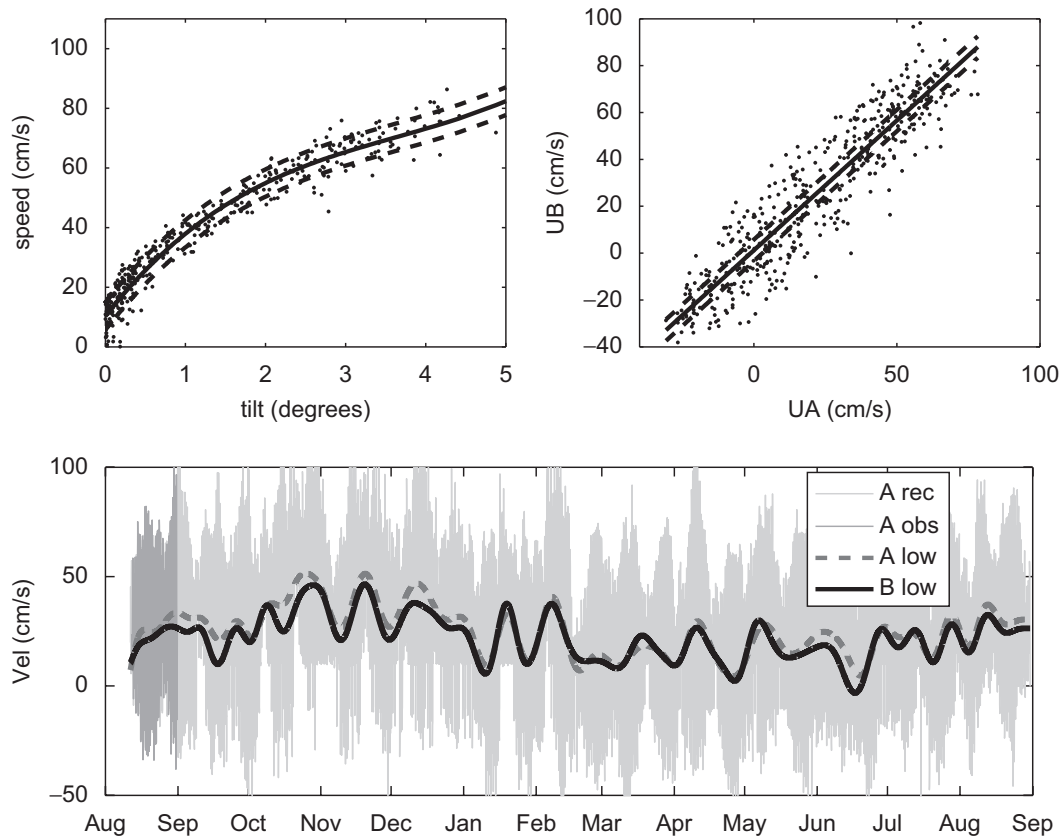 speed (cm/s)
100
80
60
40
20
0
0 1 2 3 4 5
tilt (degrees)
UB (cm/s)
100
80
60
40
20
0
–20
–40
0 50 100
UA (cm/s)
Vel (cm/s)
100
50
0
–50
A rec
A obs
A low
B low
Aug Sep Oct Nov Dec Jan Feb Mar Apr May Jun Jul Aug Sep